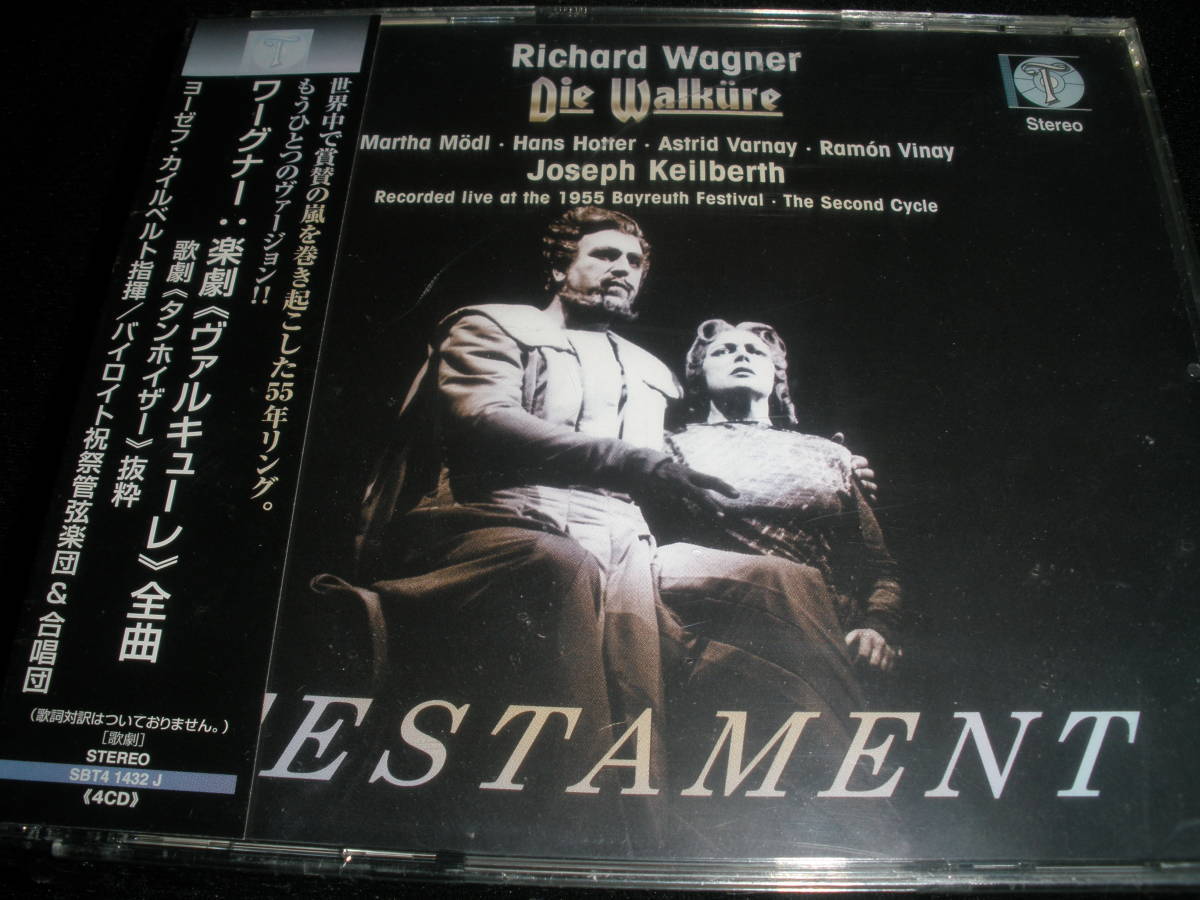 世界中で賞賛の嵐を巻き起こした55年リング。
もうひとつのヴァージョン!!
ワーグナー：楽劇《ヴァルキューレ》全曲
歌劇《タンホイザー》抜粋
ヨーゼフ・カイルベルト指揮/バイロイト祝祭管弦楽団&合唱団
(歌詞対訳はついておりません。)
[歌劇]
STEREO
SBT4 1432 J
《4CD》
Richard Wagner
Die Walküre
Martha Mödl · Hans Hotter · Astrid Varnay · Ramón Vinay
Joseph Keilberth
Recorded live at the 1955 Bayreuth Festival · The Second Cycle
T
Stereo
TESTAMENT